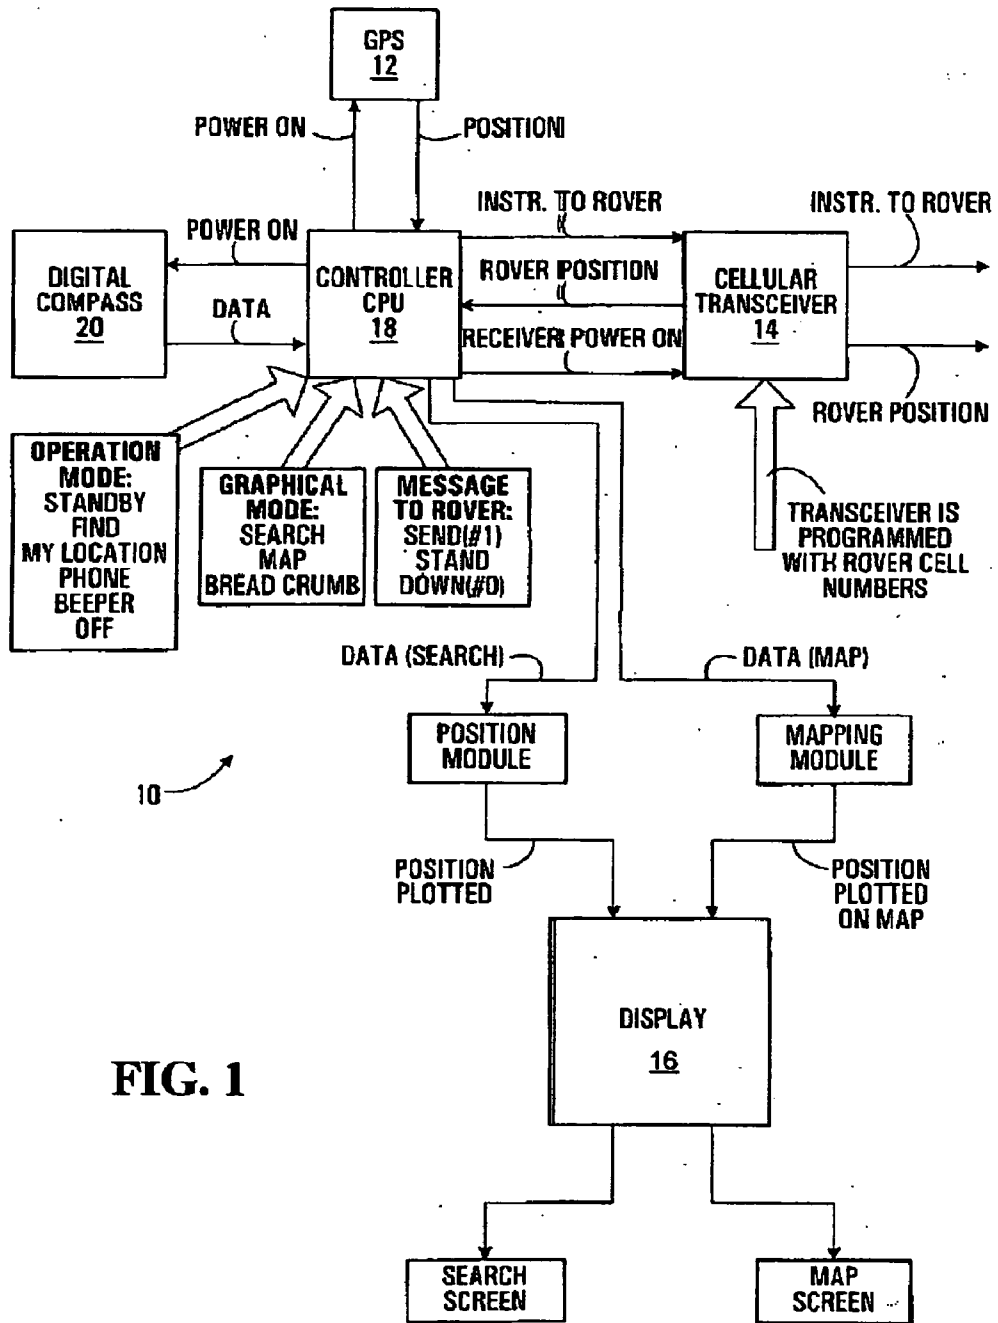 GPS
12
POWER ON
POSITION
INSTR. TO ROVER
INSTR. TO ROVER
POWER ON
DIGITAL
COMPASS
20
DATA
CONTROLLER
CPU
18
ROVER POSITION
RECEIVER POWER ON
CELLULAR
TRANSCEIVER
14
ROVER POSITION
OPERATION
MODE:
STANDBY
FIND
MY LOCATION
PHONE
BEEPER
OFF
GRAPHICAL
MODE:
SEARCH
MAP
BREAD CRUMB
MESSAGE
TO ROVER:
SEND(#1)
STAND
DOWN(#0)
TRANSCEIVER IS
PROGRAMMED
WITH ROVER CELL
NUMBERS
DATA (SEARCH)
DATA (MAP)
POSITION
MODULE
MAPPING
MODULE
10
POSITION
PLOTTED
POSITION
PLOTTED
ON MAP
DISPLAY
16
FIG. 1
SEARCH
SCREEN
MAP
SCREEN